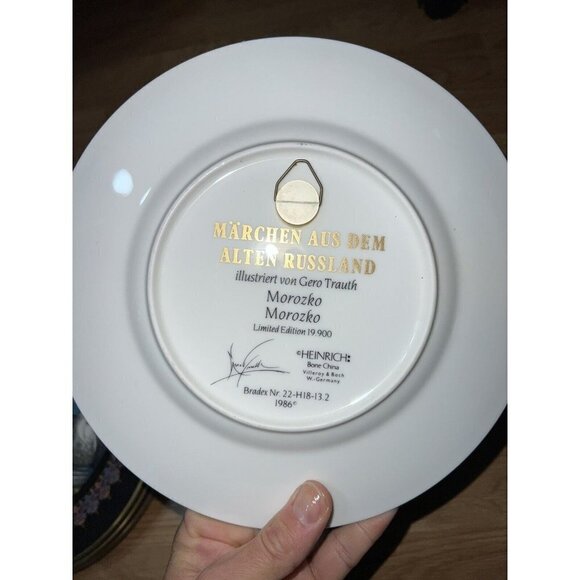 MÄRCHEN AUS DEM
ALTEN RUSSLAND
illustriert von Gero Trauth
Morozko
Morozko
Limited Edition 19.900
©HEINRICH
Bone China
Villeroy & Boch
W.-Germany
Bradex Nr. 22-H18-13.2
1986©